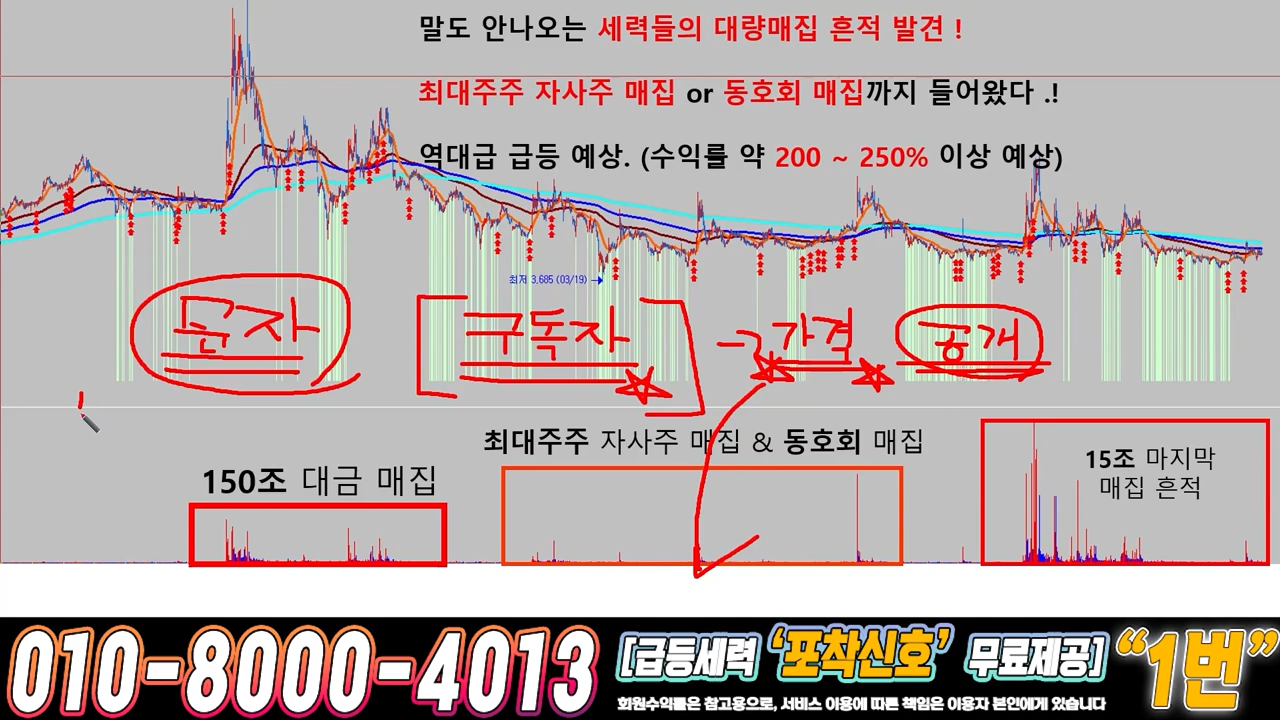 말도 안나오는 세력들의 대량매집 흔적 발견 !
최대주주 자사주 매집 or 동호회 매집까지 들어왔다 .!
역대급 급등 예상. (수익률 약 200 ~ 250% 이상 예상)
최저 3,685 (03/19)
문자 구독자 가격 공개
최대주주 자사주 매집 & 동호회 매집
150조 대금 매집
15조 마지막
매집 흔적
010-8000-4013 [급등세력 '포착신호' 무료제공] "1번"
회원수익률은 참고용으로, 서비스 이용에 따른 책임은 이용자 본인에게 있습니다